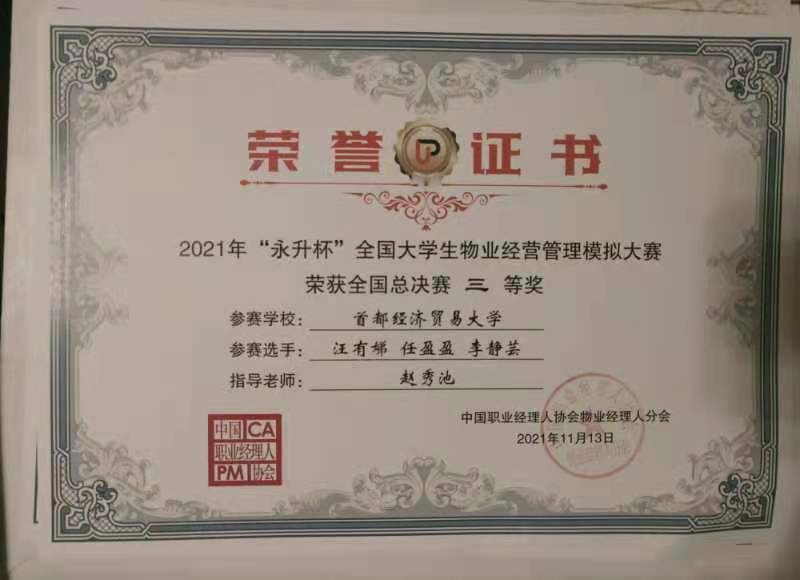 荣誉证书
2021年“永升杯”全国大学生物业经营管理模拟大赛
荣获全国总决赛 三 等奖
参赛学校： 首都经济贸易大学
参赛选手： 汪有娣 任盈盈 李静芸
指导老师： 赵秀池
中国职业经理人协会物业经理人分会
2021年11月13日
中国 CA
职业经理人
PM 协会